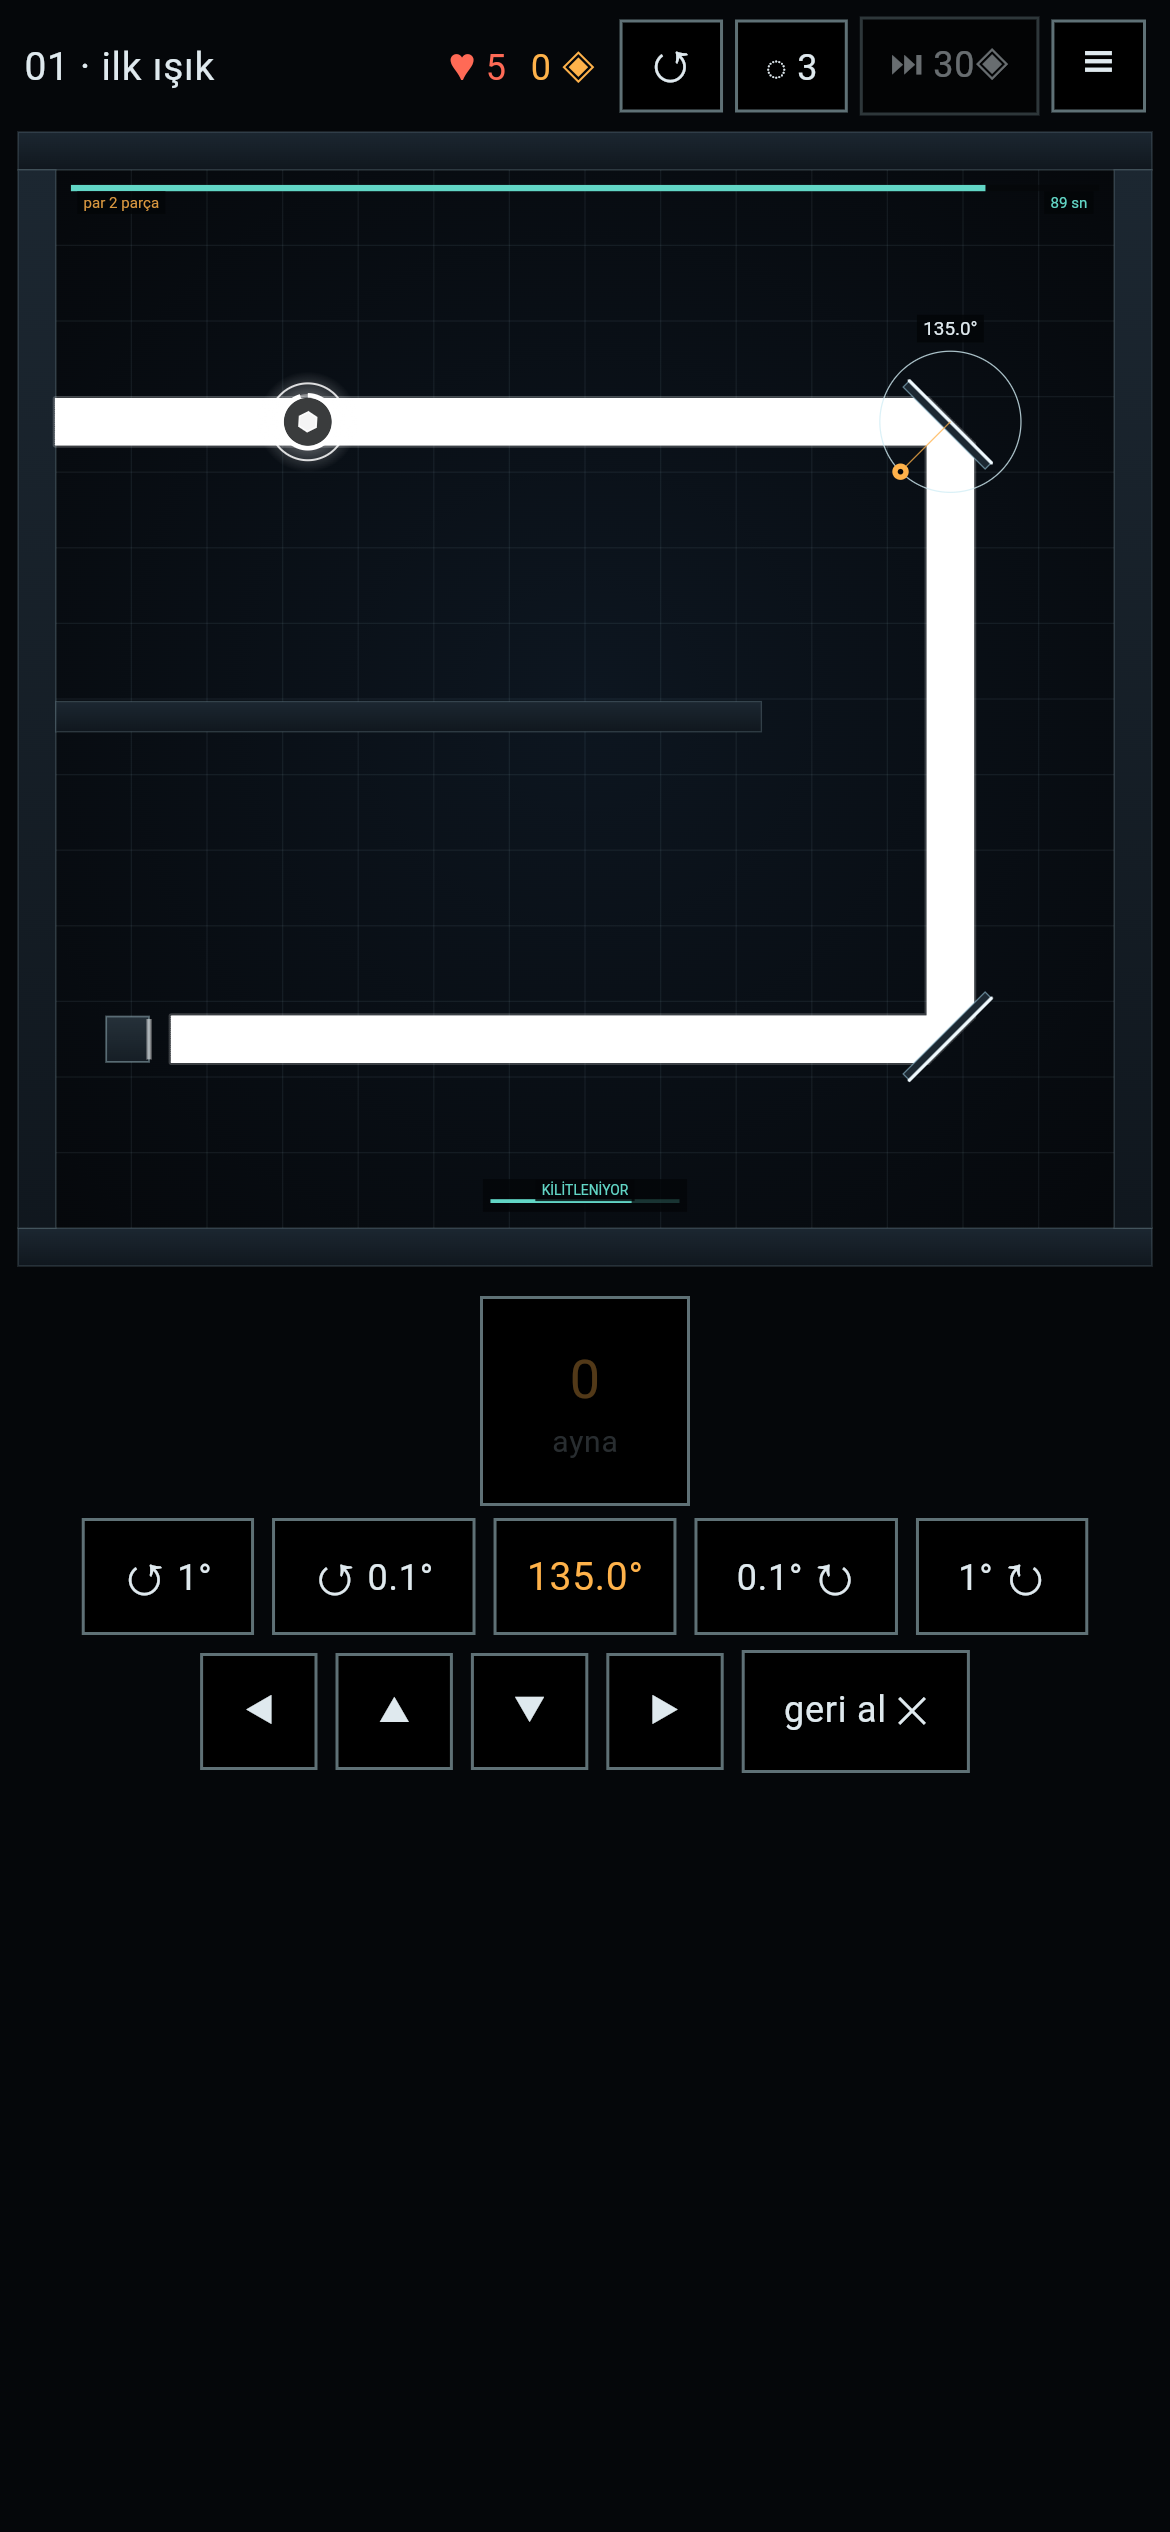 01 · ilk ışık ♥ 5 0 ◈ ↺ ◌ 3 ⏭ 30◈ ≡
par 2 parça 89 sn
135.0°
KİLİTLENİYOR
0
ayna
↺ 1° ↺ 0.1° 135.0° 0.1° ↻ 1° ↻
◀ ▲ ▼ ▶ geri al ✕